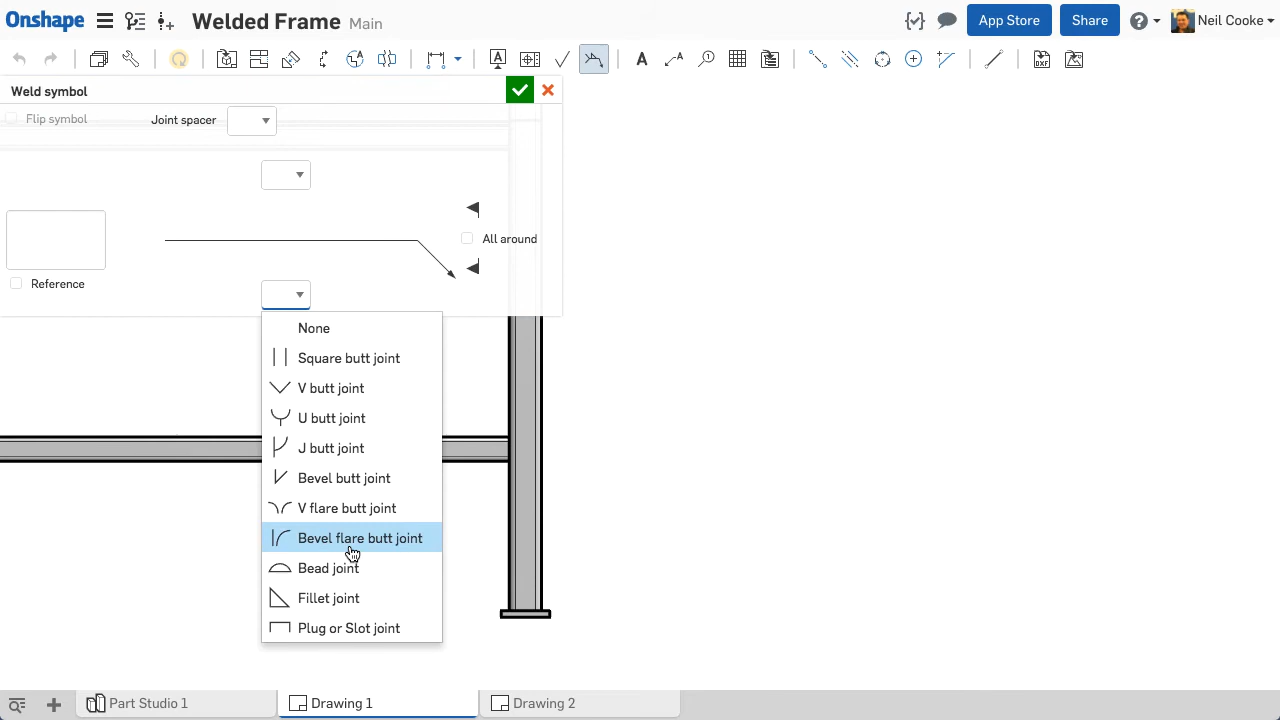 Onshape Welded Frame Main App Store Share Neil Cooke
Weld symbol
Flip symbol Joint spacer
All around
Reference
None
Square butt joint
V butt joint
U butt joint
J butt joint
Bevel butt joint
V flare butt joint
Bevel flare butt joint
Bead joint
Fillet joint
Plug or Slot joint
Part Studio 1 Drawing 1 Drawing 2